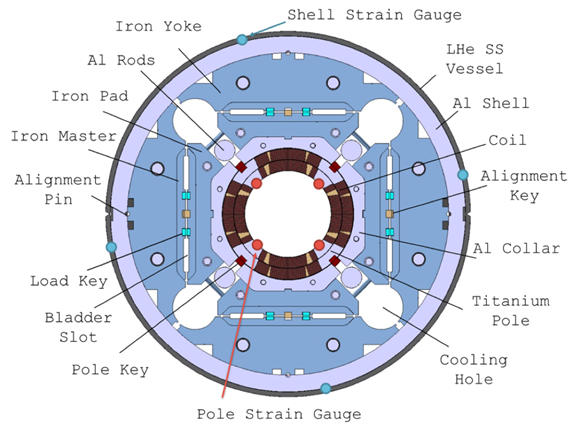 Shell Strain Gauge
Iron Yoke
LHe SS
Vessel
Al Rods
Iron Pad
Al Shell
Iron Master
Coil
Alignment
Pin
Alignment
Key
Al Collar
Load Key
Bladder
Slot
Titanium
Pole
Pole Key
Cooling
Hole
Pole Strain Gauge